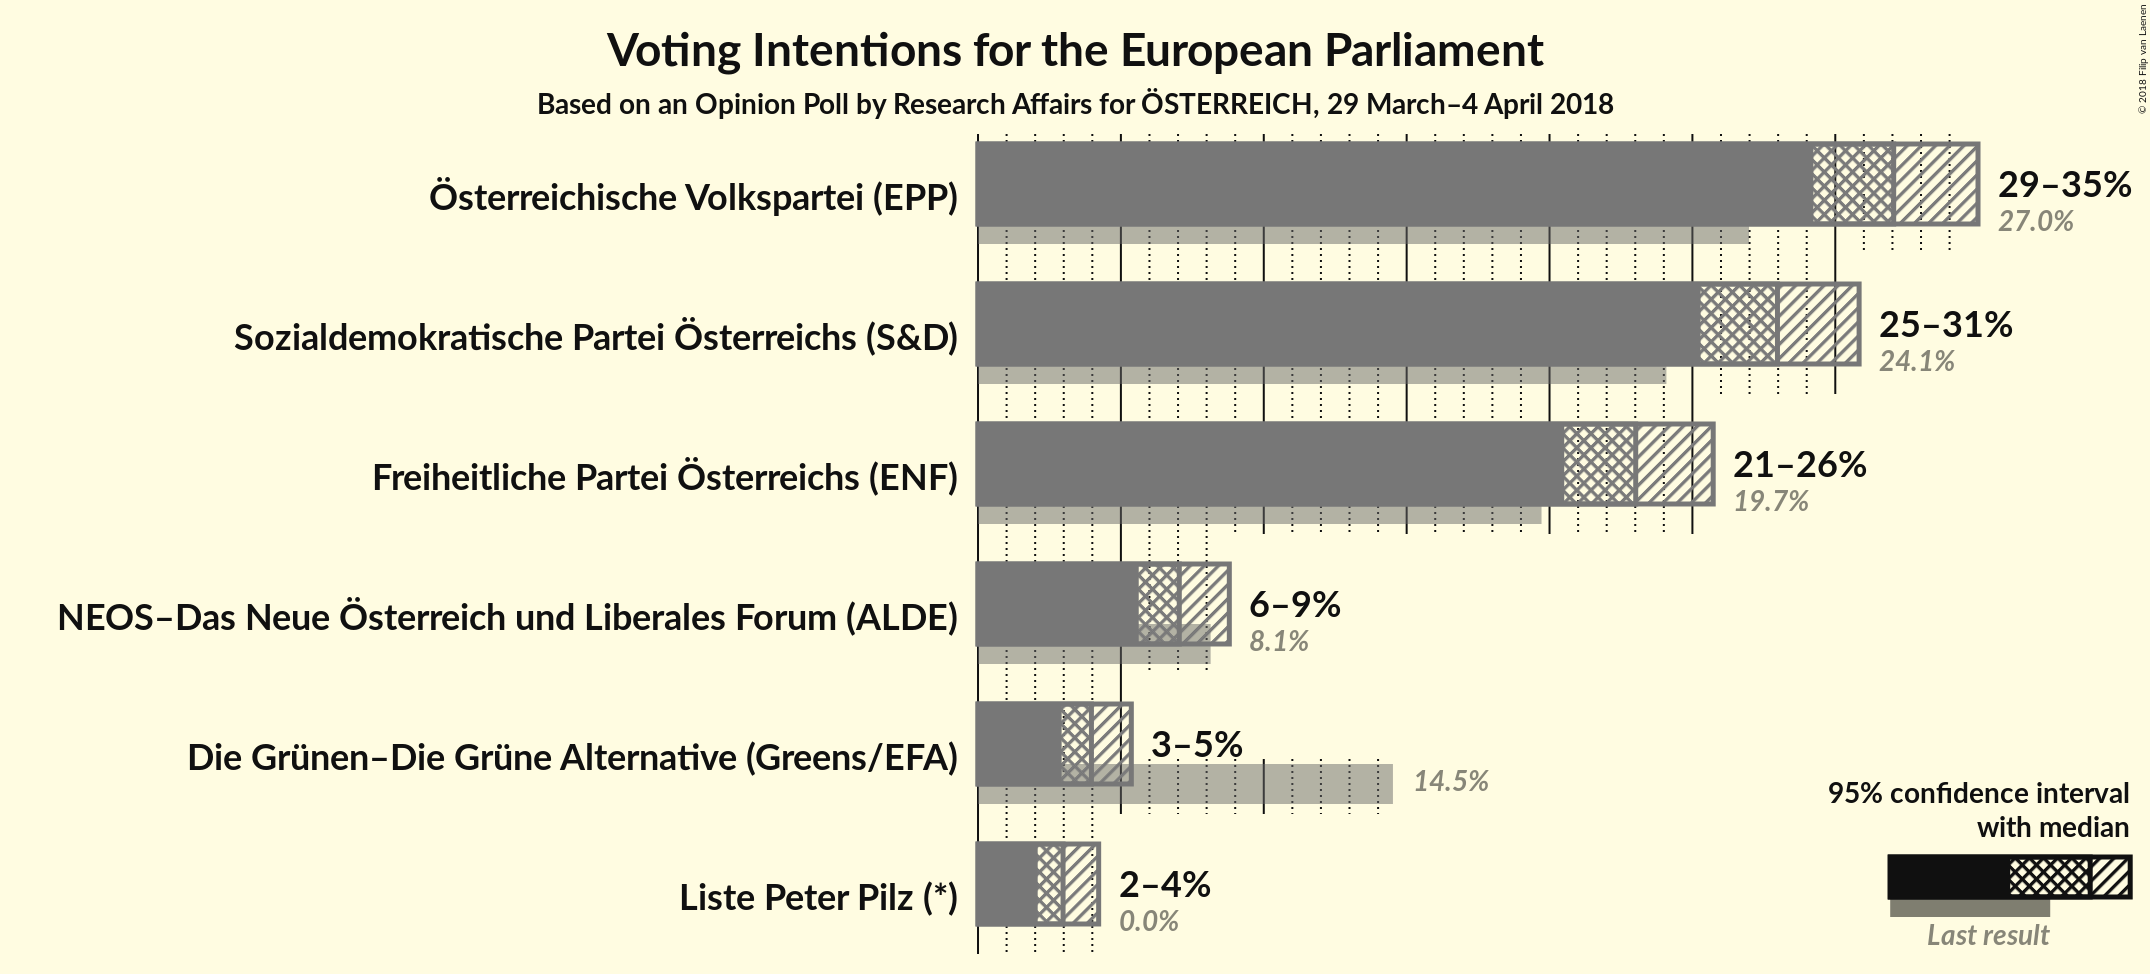 Voting Intentions for the European Parliament
Based on an Opinion Poll by Research Affairs for ÖSTERREICH, 29 March–4 April 2018
© 2018 Filip van Laenen
Österreichische Volkspartei (EPP)
29–35%
27.0%
Sozialdemokratische Partei Österreichs (S&D)
25–31%
24.1%
Freiheitliche Partei Österreichs (ENF)
21–26%
19.7%
NEOS–Das Neue Österreich und Liberales Forum (ALDE)
6–9%
8.1%
Die Grünen–Die Grüne Alternative (Greens/EFA)
3–5%
14.5%
Liste Peter Pilz (*)
2–4%
0.0%
95% confidence interval
with median
Last result